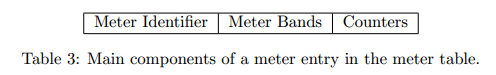 Meter Identifier | Meter Bands | Counters
Table 3: Main components of a meter entry in the meter table.